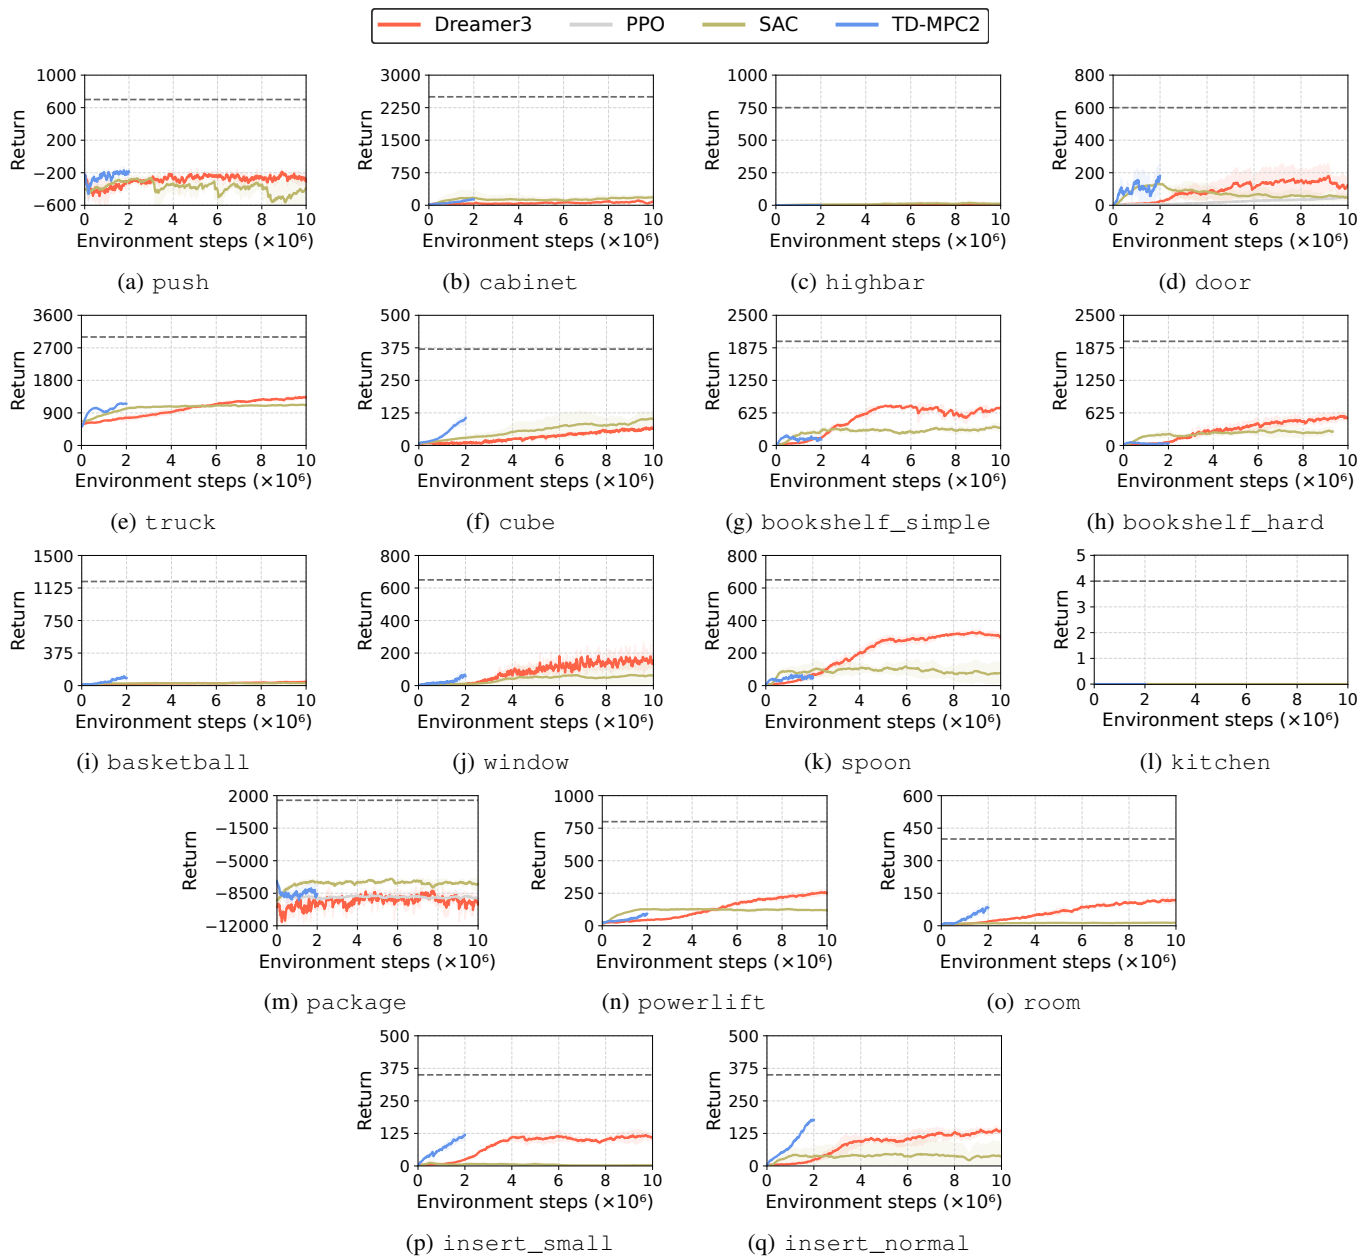 Dreamer3 PPO SAC TD-MPC2
1000 600 200 −200 −600
Return
0 2 4 6 8 10
Environment steps (×10⁶)
(a) push
3000 2250 1500 750 0
Return
0 2 4 6 8 10
Environment steps (×10⁶)
(b) cabinet
1000 750 500 250 0
Return
0 2 4 6 8 10
Environment steps (×10⁶)
(c) highbar
800 600 400 200 0
Return
0 2 4 6 8 10
Environment steps (×10⁶)
(d) door
3600 2700 1800 900 0
Return
0 2 4 6 8 10
Environment steps (×10⁶)
(e) truck
500 375 250 125 0
Return
0 2 4 6 8 10
Environment steps (×10⁶)
(f) cube
2500 1875 1250 625 0
Return
0 2 4 6 8 10
Environment steps (×10⁶)
(g) bookshelf_simple
2500 1875 1250 625 0
Return
0 2 4 6 8 10
Environment steps (×10⁶)
(h) bookshelf_hard
1500 1125 750 375 0
Return
0 2 4 6 8 10
Environment steps (×10⁶)
(i) basketball
800 600 400 200 0
Return
0 2 4 6 8 10
Environment steps (×10⁶)
(j) window
800 600 400 200 0
Return
0 2 4 6 8 10
Environment steps (×10⁶)
(k) spoon
5 4 3 2 1 0
Return
0 2 4 6 8 10
Environment steps (×10⁶)
(l) kitchen
2000 −1500 −5000 −8500 −12000
Return
0 2 4 6 8 10
Environment steps (×10⁶)
(m) package
1000 750 500 250 0
Return
0 2 4 6 8 10
Environment steps (×10⁶)
(n) powerlift
600 450 300 150 0
Return
0 2 4 6 8 10
Environment steps (×10⁶)
(o) room
500 375 250 125 0
Return
0 2 4 6 8 10
Environment steps (×10⁶)
(p) insert_small
500 375 250 125 0
Return
0 2 4 6 8 10
Environment steps (×10⁶)
(q) insert_normal